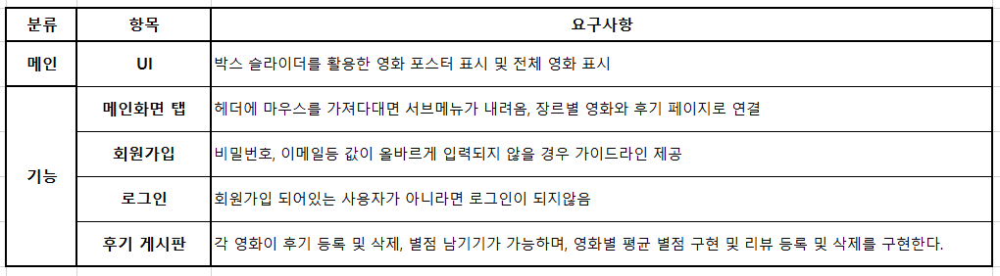 분류 항목 요구사항
메인 UI 박스 슬라이더를 활용한 영화 포스터 표시 및 전체 영화 표시
기능
메인화면 탭 헤더에 마우스를 가져다대면 서브메뉴가 내려옴, 장르별 영화와 후기 페이지로 연결
회원가입 비밀번호, 이메일등 값이 올바르게 입력되지 않을 경우 가이드라인 제공
로그인 회원가입 되어있는 사용자가 아니라면 로그인이 되지않음
후기 게시판 각 영화이 후기 등록 및 삭제, 별점 남기기가 가능하며, 영화별 평균 별점 구현 및 리뷰 등록 및 삭제를 구현한다.